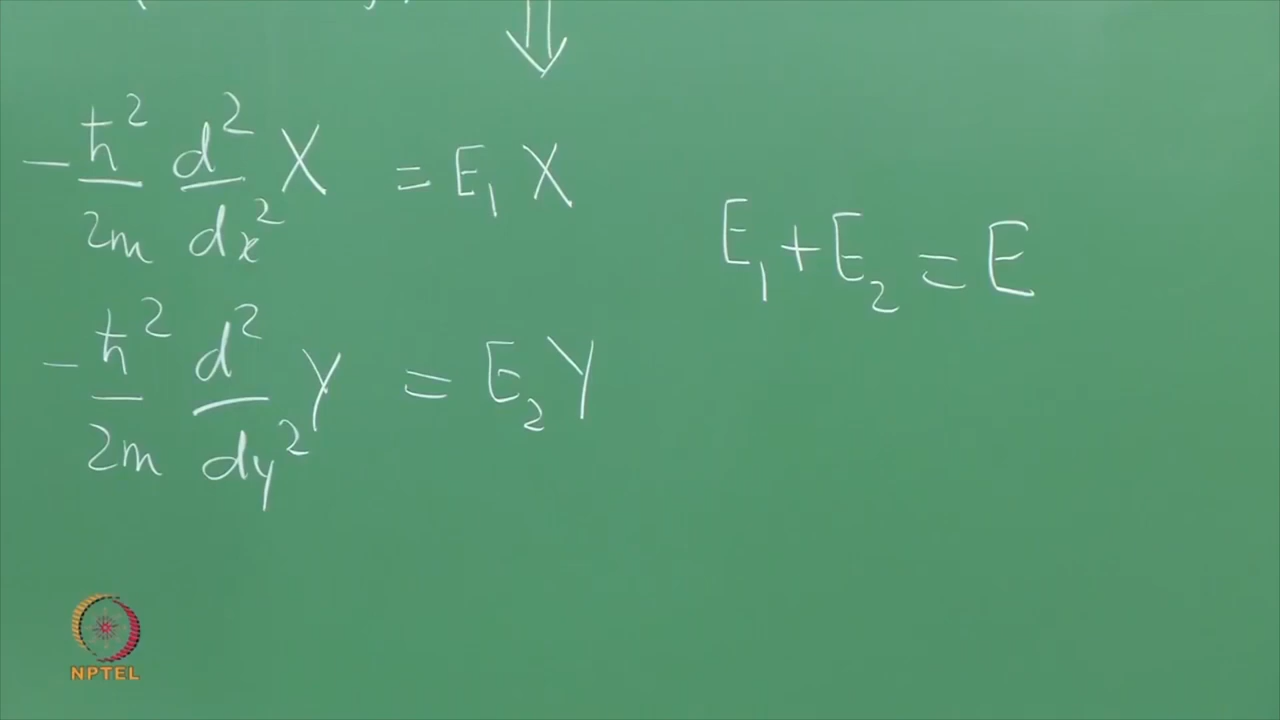 -ħ²/2m d²/dx² X = E₁ X
E₁ + E₂ = E
-ħ²/2m d²/dy² Y = E₂ Y
NPTEL